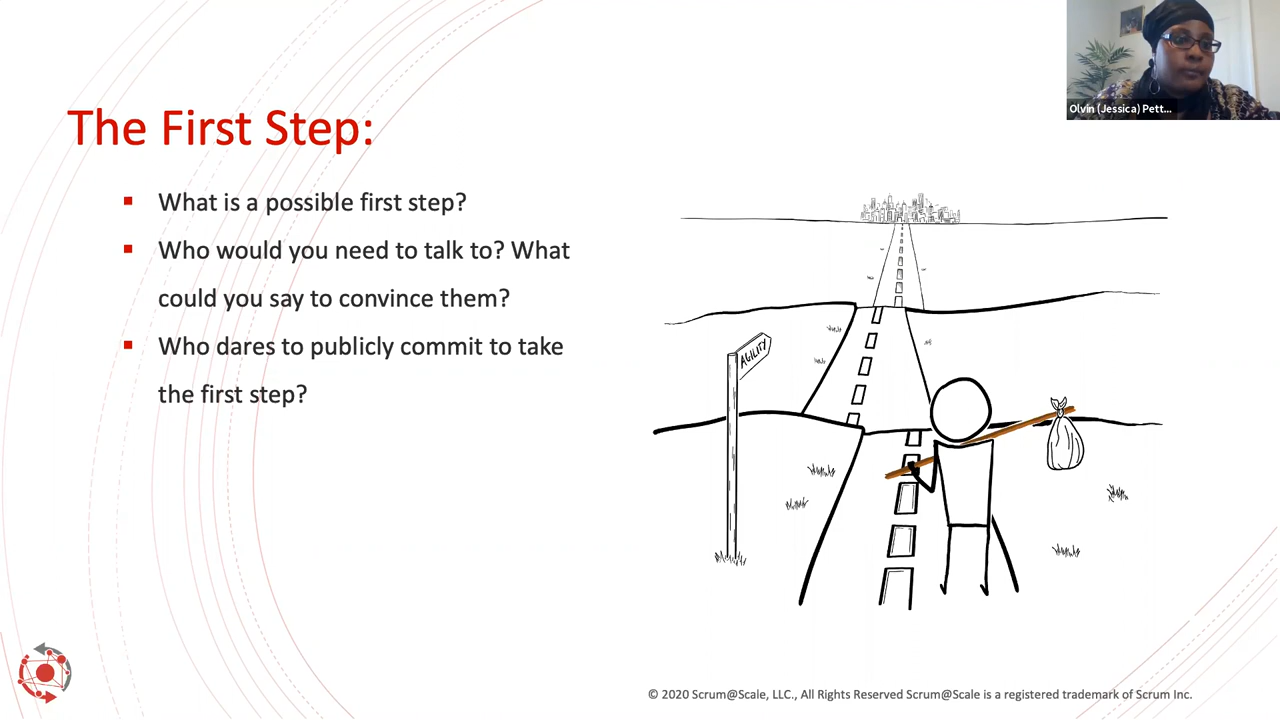 Olvin (Jessica) Pett...
The First Step:
▪ What is a possible first step?
▪ Who would you need to talk to? What
could you say to convince them?
▪ Who dares to publicly commit to take
the first step?
AGILITY
© 2020 Scrum@Scale, LLC., All Rights Reserved Scrum@Scale is a registered trademark of Scrum Inc.